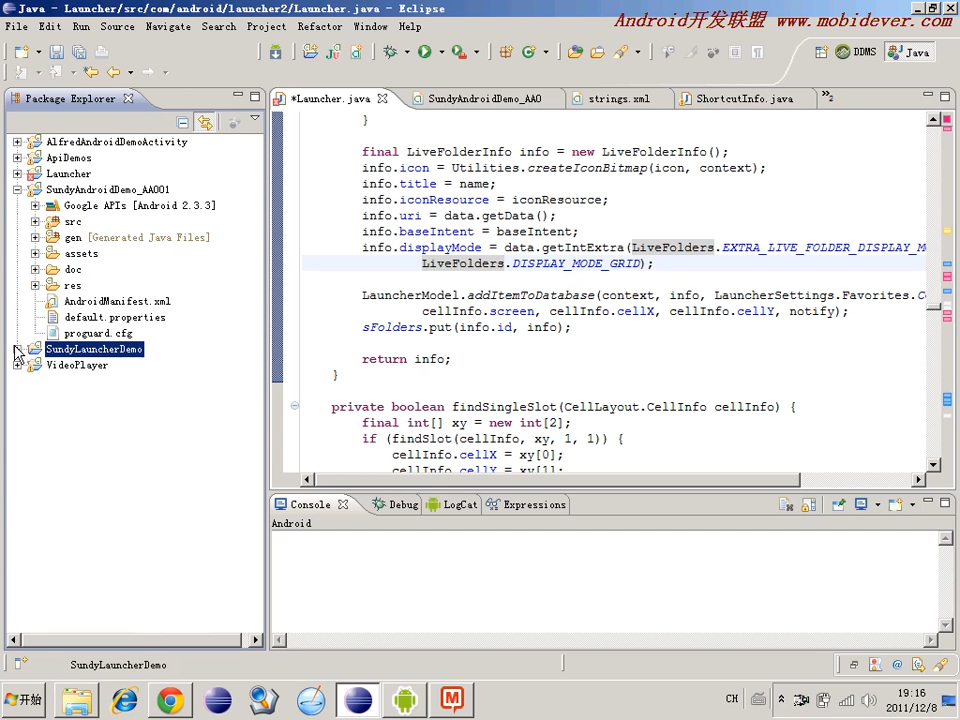 Java - Launcher/src/com/android/launcher2/Launcher.java - Eclipse
File Edit Run Source Navigate Search Project Refactor Window Help
Android开发联盟 www.mobidever.com
DDMS Java
Package Explorer
*Launcher.java SundyAndroidDemo_AA0 strings.xml ShortcutInfo.java »2
AlfredAndroidDemoActivity
ApiDemos
Launcher
SundyAndroidDemo_AA001
Google APIs [Android 2.3.3]
src
gen [Generated Java Files]
assets
doc
res
AndroidManifest.xml
default.properties
proguard.cfg
SundyLauncherDemo
VideoPlayer
}
final LiveFolderInfo info = new LiveFolderInfo();
info.icon = Utilities.createIconBitmap(icon, context);
info.title = name;
info.iconResource = iconResource;
info.uri = data.getData();
info.baseIntent = baseIntent;
info.displayMode = data.getIntExtra(LiveFolders.EXTRA_LIVE_FOLDER_DISPLAY_M
LiveFolders.DISPLAY_MODE_GRID);
LauncherModel.addItemToDatabase(context, info, LauncherSettings.Favorites.C
cellInfo.screen, cellInfo.cellX, cellInfo.cellY, notify);
sFolders.put(info.id, info);
return info;
}
private boolean findSingleSlot(CellLayout.CellInfo cellInfo) {
final int[] xy = new int[2];
if (findSlot(cellInfo, xy, 1, 1)) {
cellInfo.cellX = xy[0];
cellInfo.cellY = xy[1];
Console Debug LogCat Expressions
Android
SundyLauncherDemo
开始
CH
19:16
2011/12/8